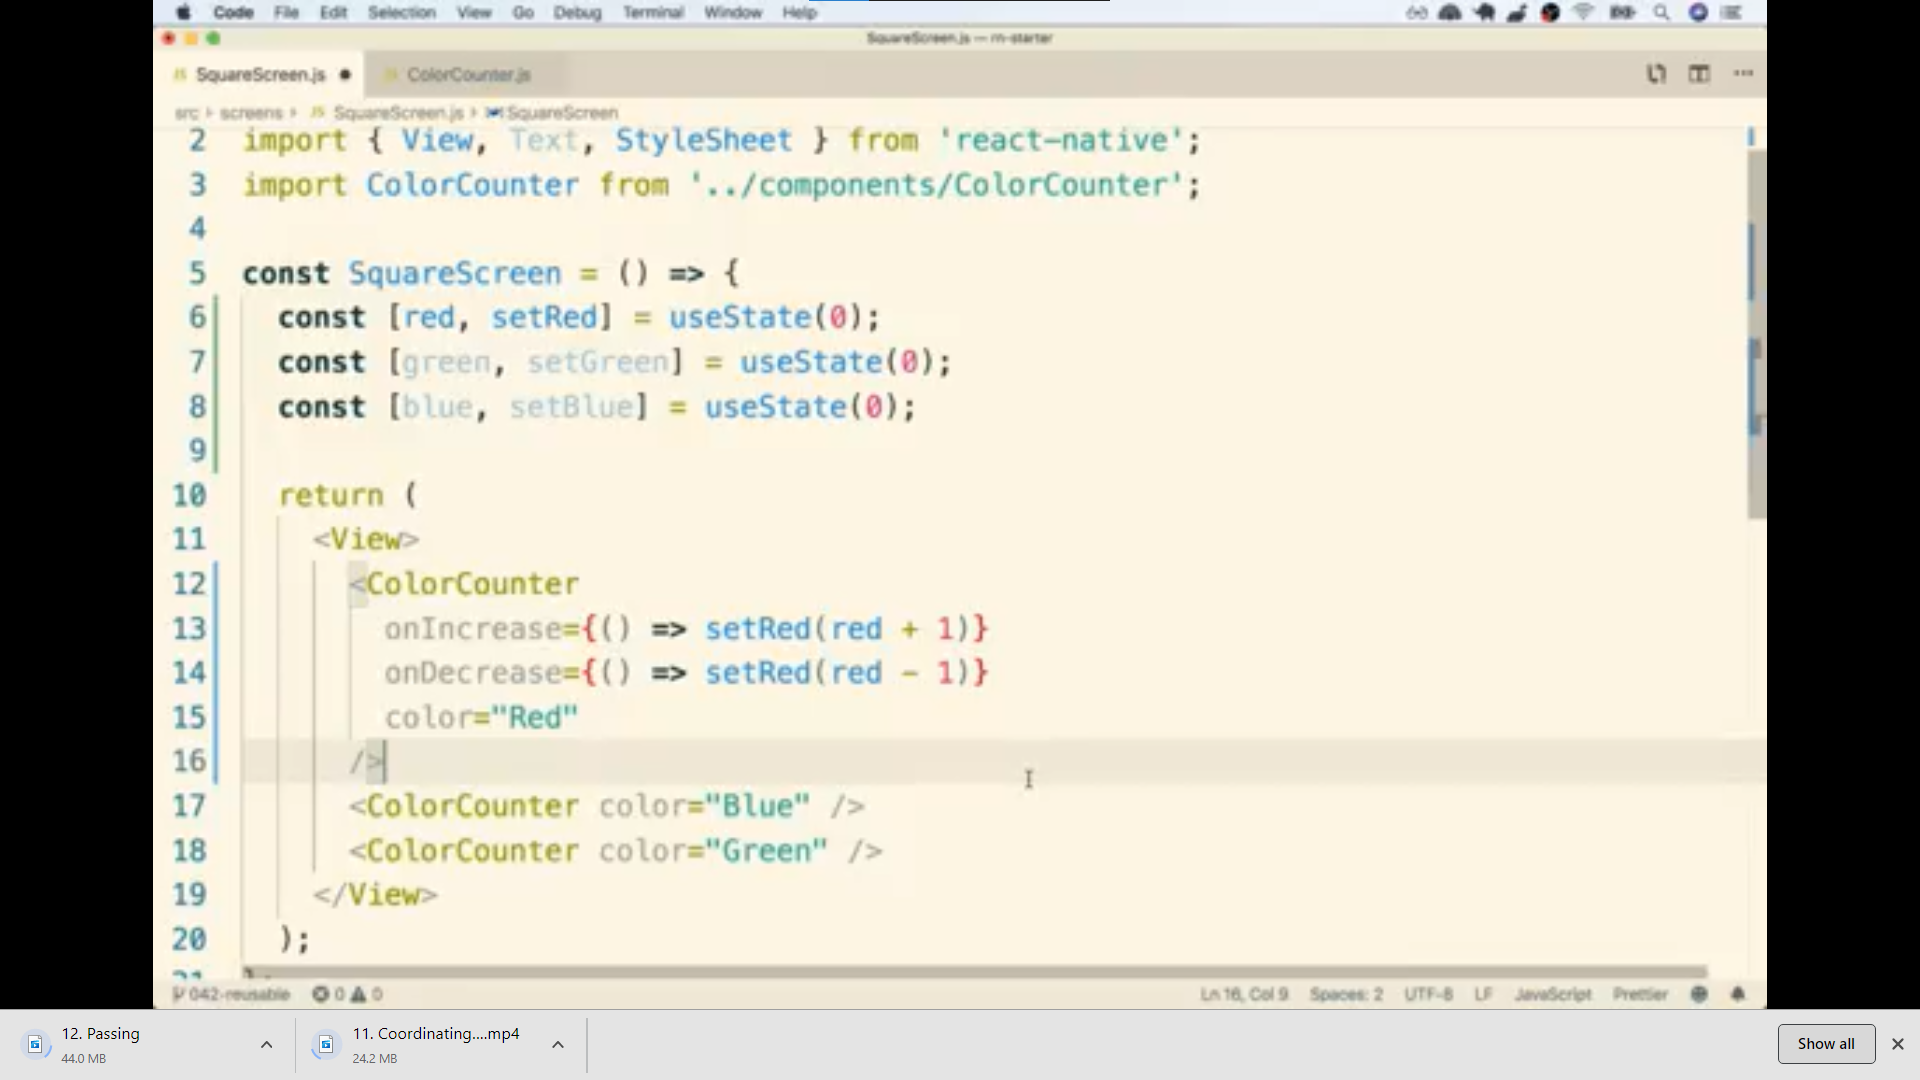 Code File Edit Selection View Go Debug Terminal Window Help
SquareScreen.js — rn-starter
JS SquareScreen.js ● JS ColorCounter.js
src › screens › JS SquareScreen.js › SquareScreen
2 import { View, Text, StyleSheet } from 'react-native';
3 import ColorCounter from '../components/ColorCounter';
4
5 const SquareScreen = () => {
6 const [red, setRed] = useState(0);
7 const [green, setGreen] = useState(0);
8 const [blue, setBlue] = useState(0);
9
10 return (
11 <View>
12 <ColorCounter
13 onIncrease={() => setRed(red + 1)}
14 onDecrease={() => setRed(red - 1)}
15 color="Red"
16 />
17 <ColorCounter color="Blue" />
18 <ColorCounter color="Green" />
19 </View>
20 );
21 };
042-reusable 0 0 Ln 16, Col 9 Spaces: 2 UTF-8 LF JavaScript Prettier
12. Passing
44.0 MB
11. Coordinating....mp4
24.2 MB
Show all